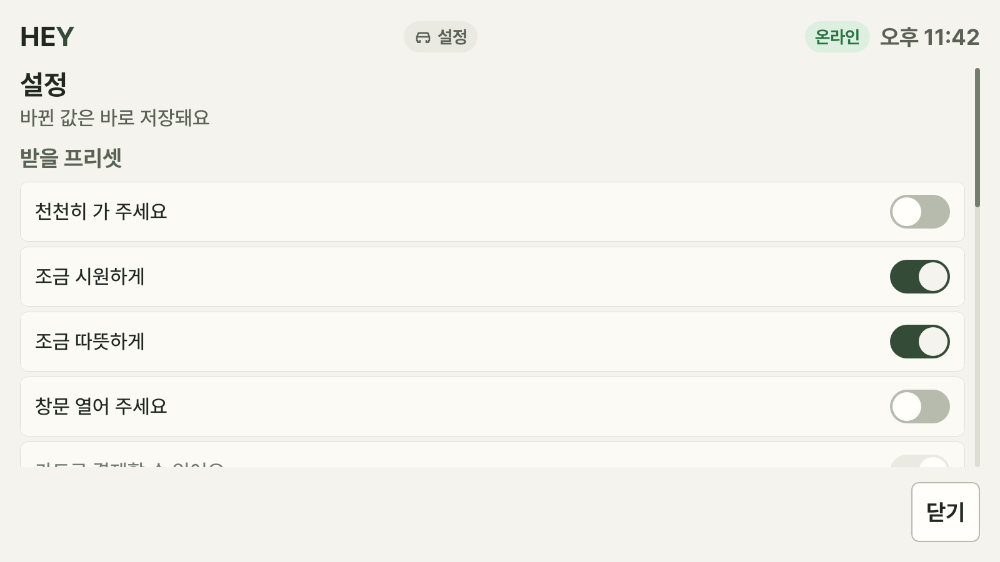 HEY
설정
온라인
오후 11:42
설정
바뀐 값은 바로 저장돼요
받을 프리셋
천천히 가 주세요
조금 시원하게
조금 따뜻하게
창문 열어 주세요
닫기